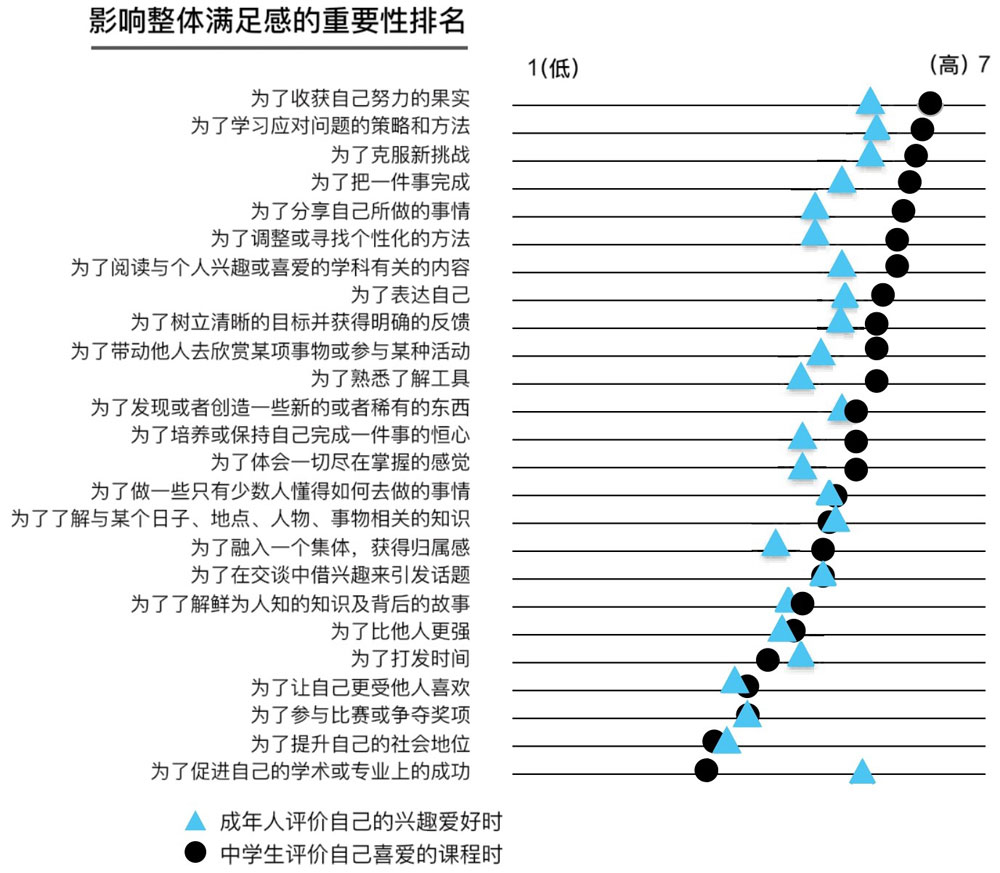 影响整体满足感的重要性排名
1(低)
(高) 7
为了收获自己努力的果实
为了学习应对问题的策略和方法
为了克服新挑战
为了把一件事完成
为了分享自己所做的事情
为了调整或寻找个性化的方法
为了阅读与个人兴趣或喜爱的学科有关的内容
为了表达自己
为了树立清晰的目标并获得明确的反馈
为了带动他人去欣赏某项事物或参与某种活动
为了熟悉了解工具
为了发现或者创造一些新的或者稀有的东西
为了培养或保持自己完成一件事的恒心
为了体会一切尽在掌握的感觉
为了做一些只有少数人懂得如何去做的事情
为了了解与某个日子、地点、人物、事物相关的知识
为了融入一个集体，获得归属感
为了在交谈中借兴趣来引发话题
为了了解鲜为人知的知识及背后的故事
为了比他人更强
为了打发时间
为了让自己更受他人喜欢
为了参与比赛或争夺奖项
为了提升自己的社会地位
为了促进自己的学术或专业上的成功
成年人评价自己的兴趣爱好时
中学生评价自己喜爱的课程时